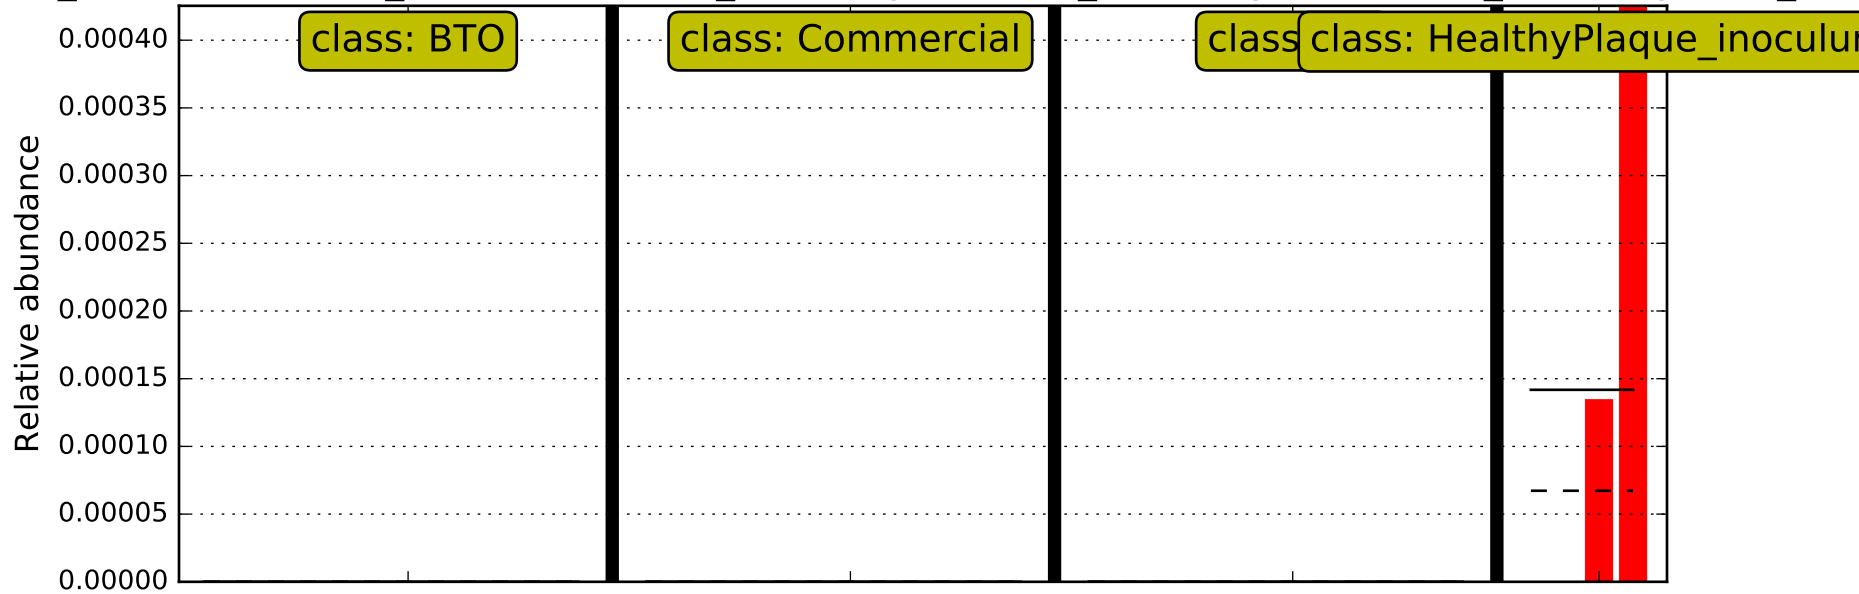 class: BTO
class: Commercial
class
class: HealthyPlaque_inoculu
0.00040
0.00035
0.00030
0.00025
0.00020
0.00015
0.00010
0.00005
0.00000
Relative abundance